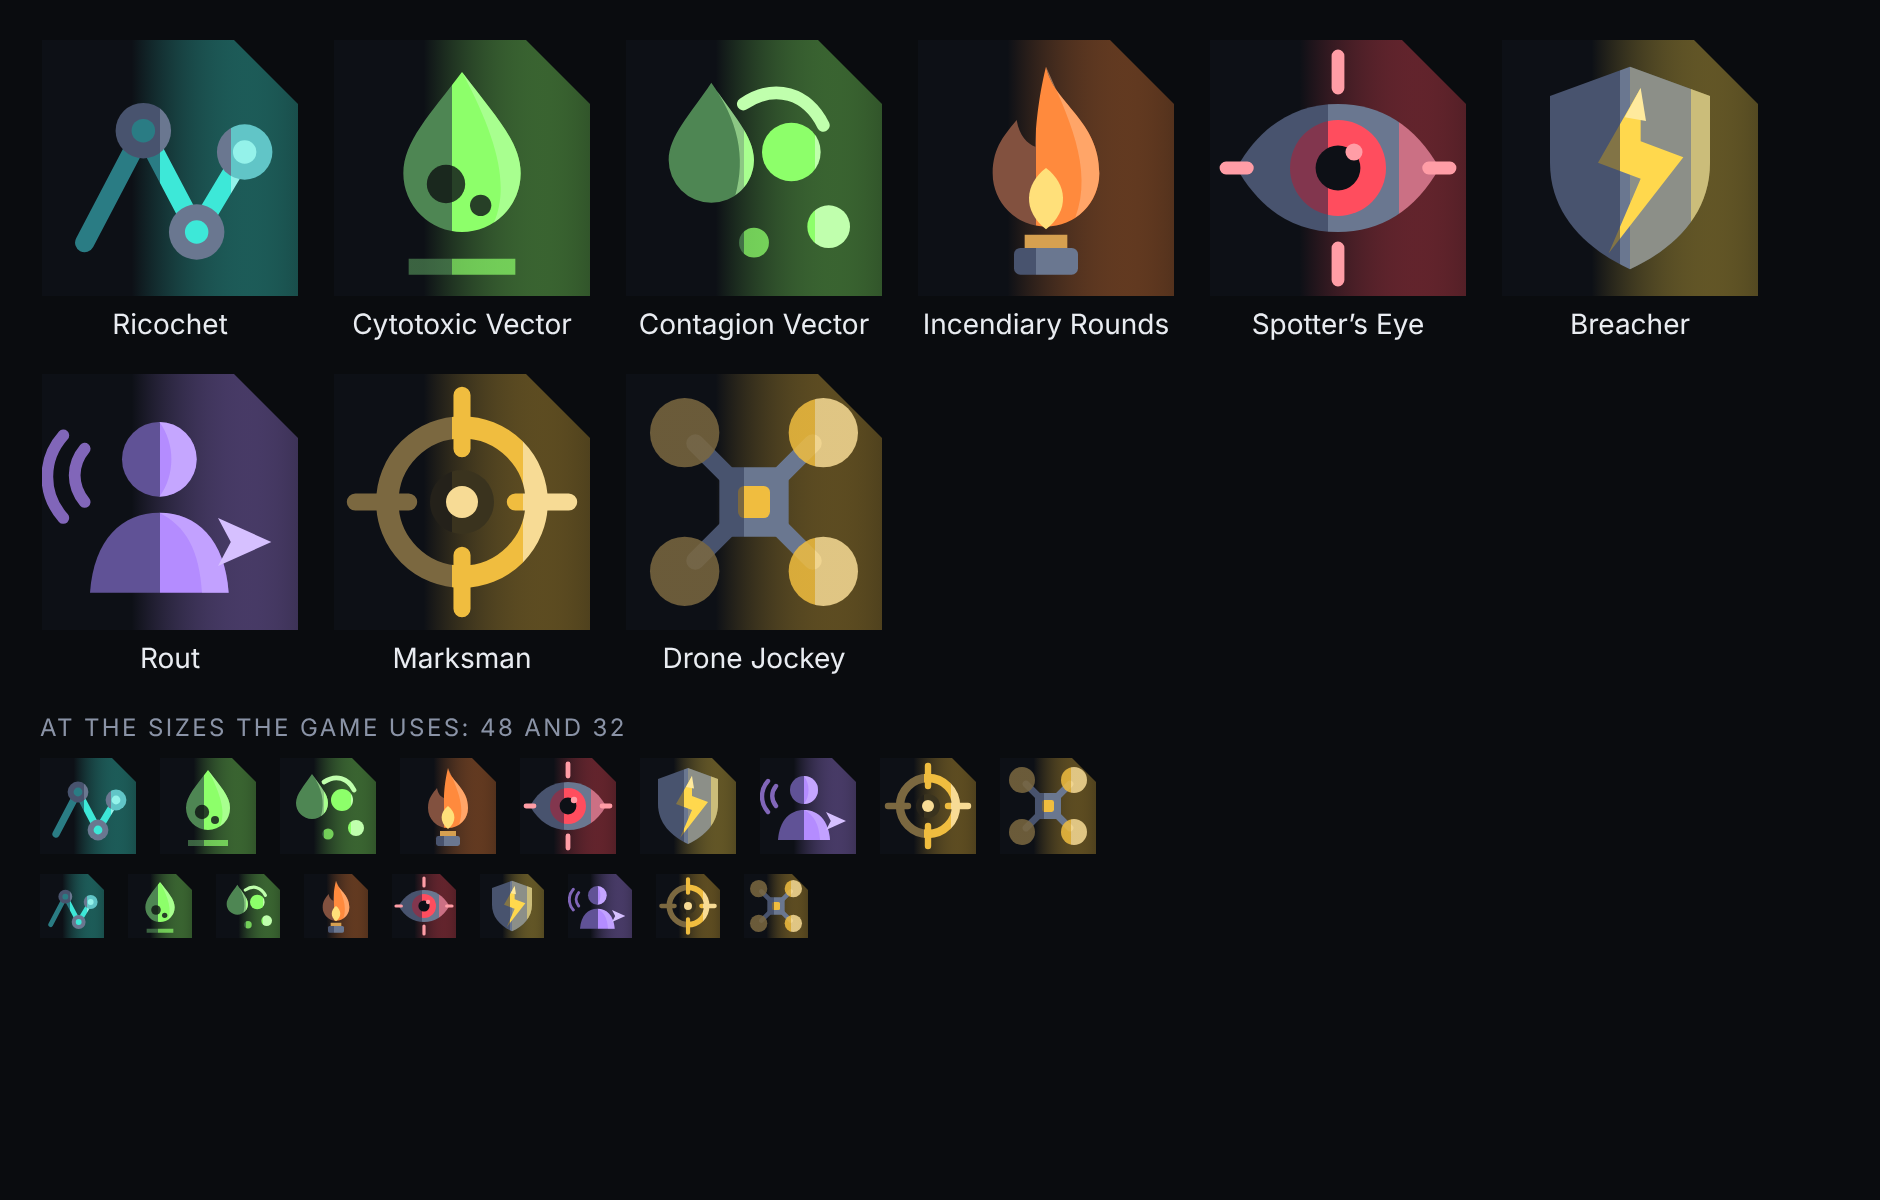 Ricochet
Cytotoxic Vector
Contagion Vector
Incendiary Rounds
Spotter’s Eye
Breacher
Rout
Marksman
Drone Jockey
AT THE SIZES THE GAME USES: 48 AND 32